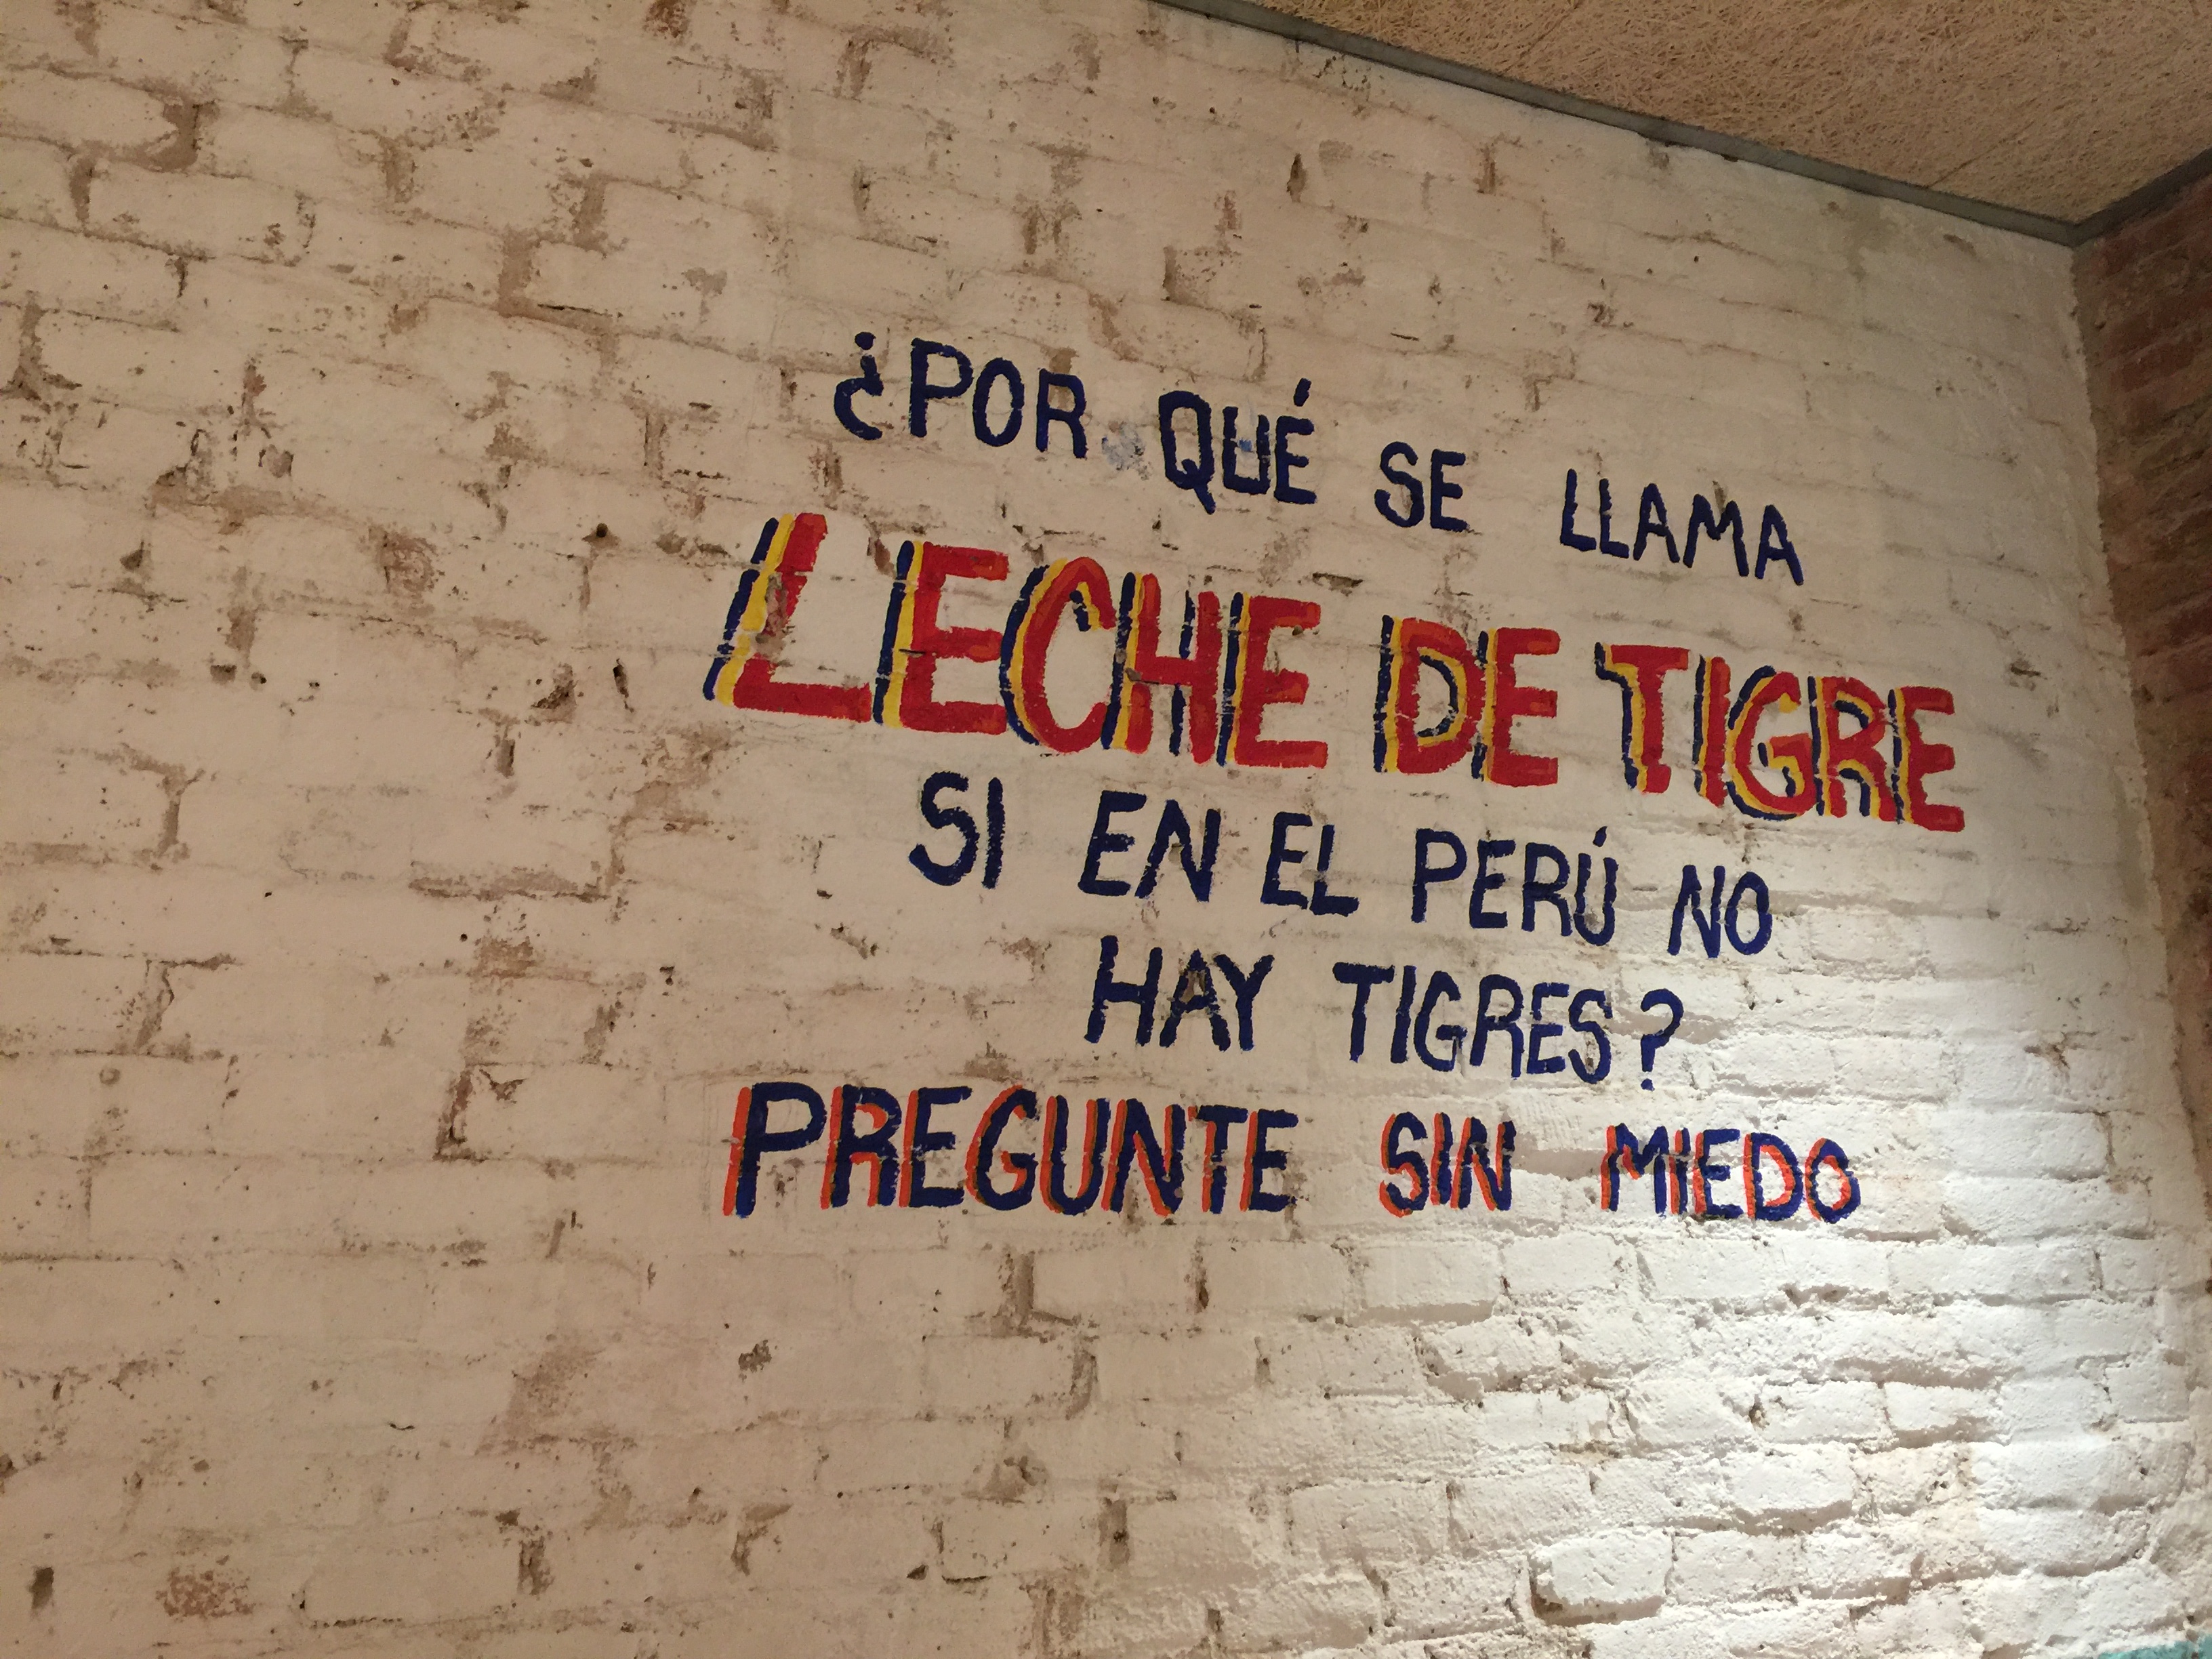 ¿POR QUÉ SE LLAMA
LECHE DE TIGRE
SI EN EL PERÚ NO
HAY TIGRES?
PREGUNTE SIN MIEDO